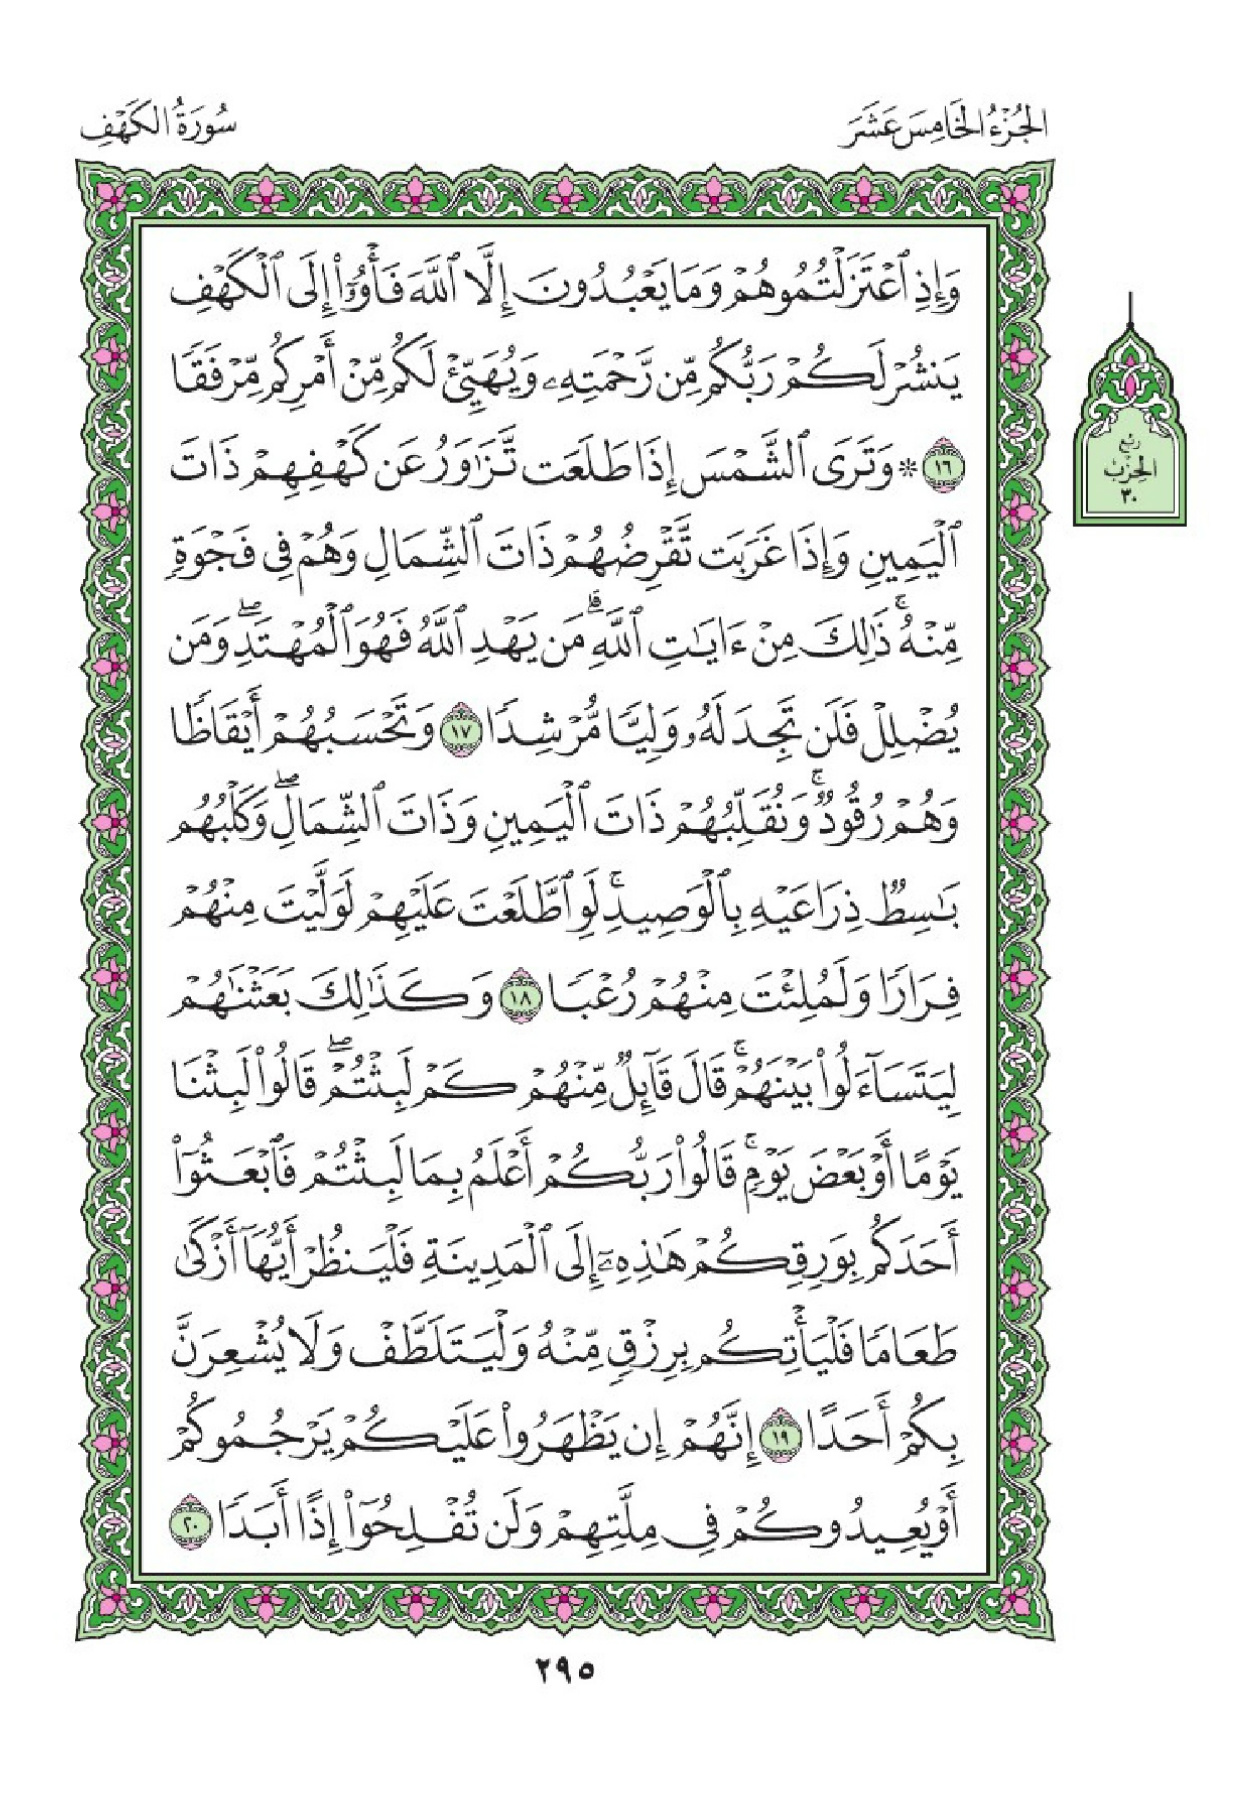 الجُزْءُ الخَامِسَ عَشَرَ
سُورَةُ الكَهْفِ
وَإِذِ ٱعْتَزَلْتُمُوهُمْ وَمَا يَعْبُدُونَ إِلَّا ٱللَّهَ فَأْوُۥٓا۟ إِلَى ٱلْكَهْفِ
يَنشُرْ لَكُمْ رَبُّكُم مِّن رَّحْمَتِهِۦ وَيُهَيِّئْ لَكُم مِّنْ أَمْرِكُم مِّرْفَقًا
١٦ * وَتَرَى ٱلشَّمْسَ إِذَا طَلَعَت تَّزَٰوَرُ عَن كَهْفِهِمْ ذَاتَ
ٱلْيَمِينِ وَإِذَا غَرَبَت تَّقْرِضُهُمْ ذَاتَ ٱلشِّمَالِ وَهُمْ فِى فَجْوَةٍ
مِّنْهُ ۚ ذَٰلِكَ مِنْ ءَايَـٰتِ ٱللَّهِ ۗ مَن يَهْدِ ٱللَّهُ فَهُوَ ٱلْمُهْتَدِ ۖ وَمَن
يُضْلِلْ فَلَن تَجِدَ لَهُۥ وَلِيًّا مُّرْشِدًا ١٧ وَتَحْسَبُهُمْ أَيْقَاظًا
وَهُمْ رُقُودٌ ۚ وَنُقَلِّبُهُمْ ذَاتَ ٱلْيَمِينِ وَذَاتَ ٱلشِّمَالِ ۖ وَكَلْبُهُم
بَـٰسِطٌ ذِرَاعَيْهِ بِٱلْوَصِيدِ ۚ لَوِ ٱطَّلَعْتَ عَلَيْهِمْ لَوَلَّيْتَ مِنْهُمْ
فِرَارًا وَلَمُلِئْتَ مِنْهُمْ رُعْبًا ١٨ وَكَذَٰلِكَ بَعَثْنَـٰهُمْ
لِيَتَسَآءَلُوا۟ بَيْنَهُمْ ۚ قَالَ قَآئِلٌ مِّنْهُمْ كَمْ لَبِثْتُمْ ۖ قَالُوا۟ لَبِثْنَا
يَوْمًا أَوْ بَعْضَ يَوْمٍ ۚ قَالُوا۟ رَبُّكُمْ أَعْلَمُ بِمَا لَبِثْتُمْ فَٱبْعَثُوٓا۟
أَحَدَكُم بِوَرِقِكُمْ هَـٰذِهِۦٓ إِلَى ٱلْمَدِينَةِ فَلْيَنظُرْ أَيُّهَآ أَزْكَىٰ
طَعَامًا فَلْيَأْتِكُم بِرِزْقٍ مِّنْهُ وَلْيَتَلَطَّفْ وَلَا يُشْعِرَنَّ
بِكُمْ أَحَدًا ١٩ إِنَّهُمْ إِن يَظْهَرُوا۟ عَلَيْكُمْ يَرْجُمُوكُمْ
أَوْ يُعِيدُوكُمْ فِى مِلَّتِهِمْ وَلَن تُفْلِحُوٓا۟ إِذًا أَبَدًا ٢٠
رُبْع
الحِزْب
٣٠
٢٩٥